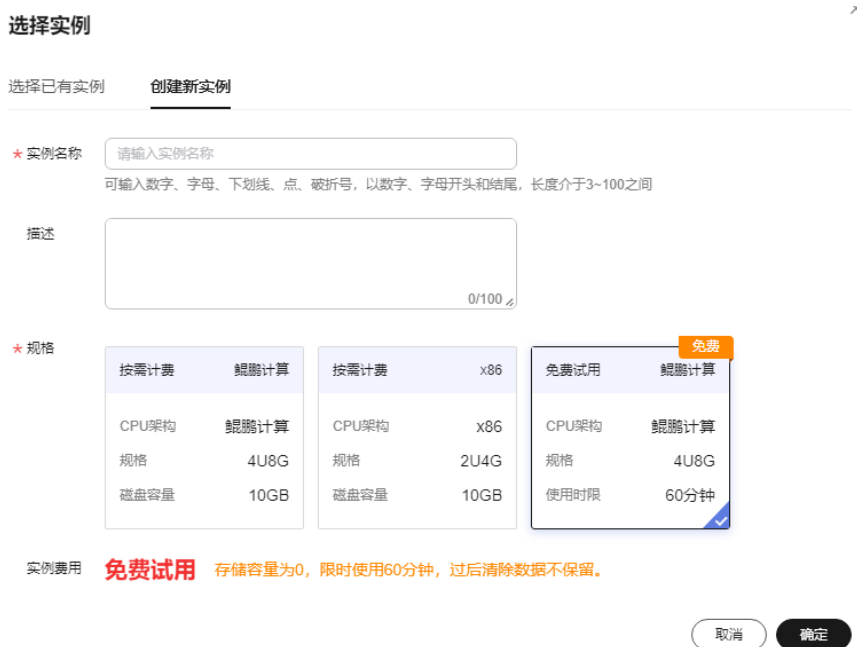 选择实例
选择已有实例 创建新实例
* 实例名称 请输入实例名称
可输入数字、字母、下划线、点、破折号，以数字、字母开头和结尾，长度介于3~100之间
描述
0/100
* 规格
免费
按需计费 鲲鹏计算 按需计费 x86 免费试用 鲲鹏计算
CPU架构 鲲鹏计算 CPU架构 x86 CPU架构 鲲鹏计算
规格 4U8G 规格 2U4G 规格 4U8G
磁盘容量 10GB 磁盘容量 10GB 使用时限 60分钟
实例费用 免费试用 存储容量为0，限时使用60分钟，过后清除数据不保留。
取消 确定